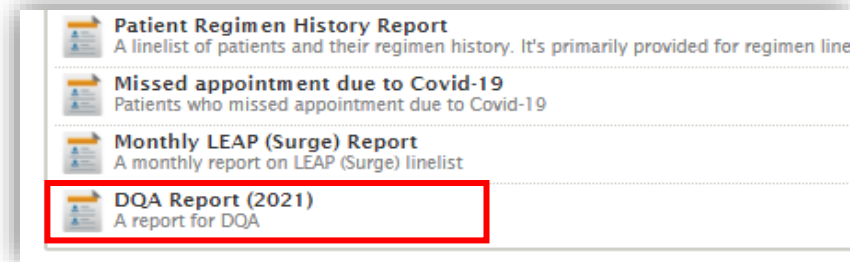 Patient Regimen History Report
A linelist of patients and their regimen history. It's primarily provided for regimen line
Missed appointment due to Covid-19
Patients who missed appointment due to Covid-19
Monthly LEAP (Surge) Report
A monthly report on LEAP (Surge) linelist
DQA Report (2021)
A report for DQA